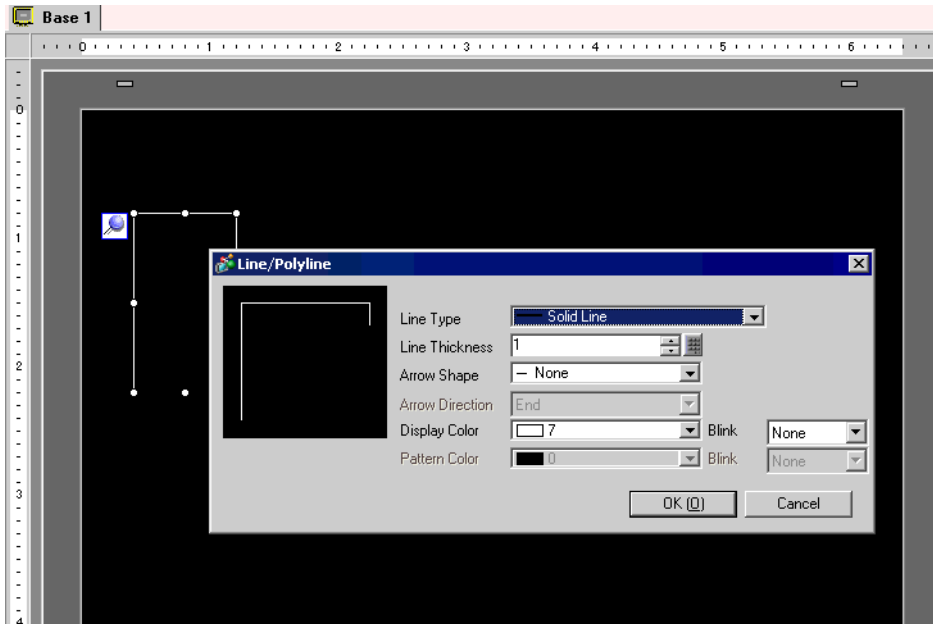 Base 1
0 1 2 3 4 5 6
0
1
2
3
4
Line/Polyline
Line Type Solid Line
Line Thickness 1
Arrow Shape None
Arrow Direction End
Display Color 7 Blink None
Pattern Color 0 Blink None
OK (O) Cancel